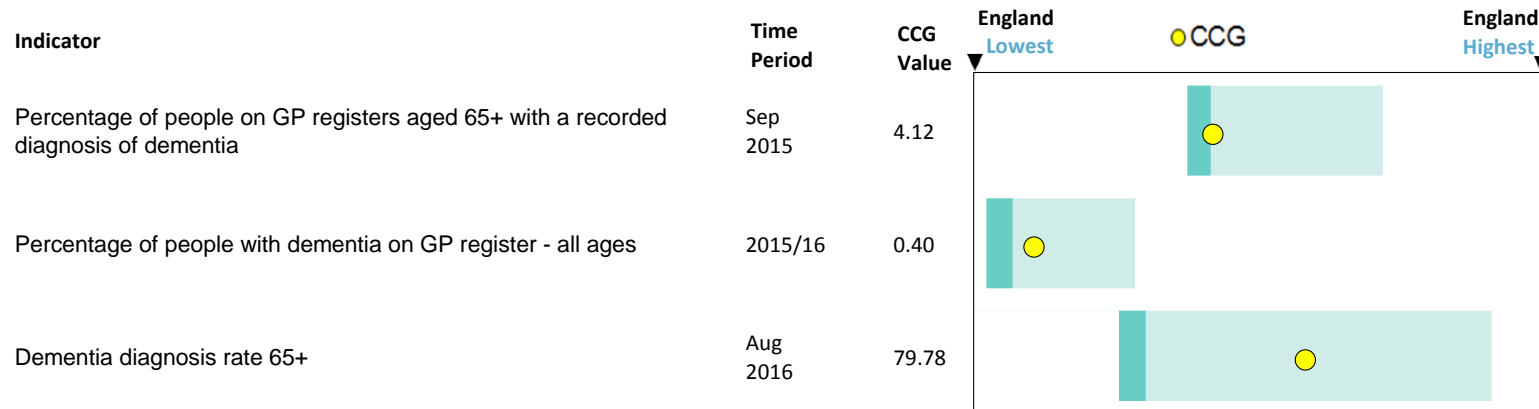 Indicator
Time
Period
CCG
Value
England
Lowest
CCG
England
Highest
Percentage of people on GP registers aged 65+ with a recorded
diagnosis of dementia
Sep
2015
4.12
Percentage of people with dementia on GP register - all ages
2015/16
0.40
Dementia diagnosis rate 65+
Aug
2016
79.78